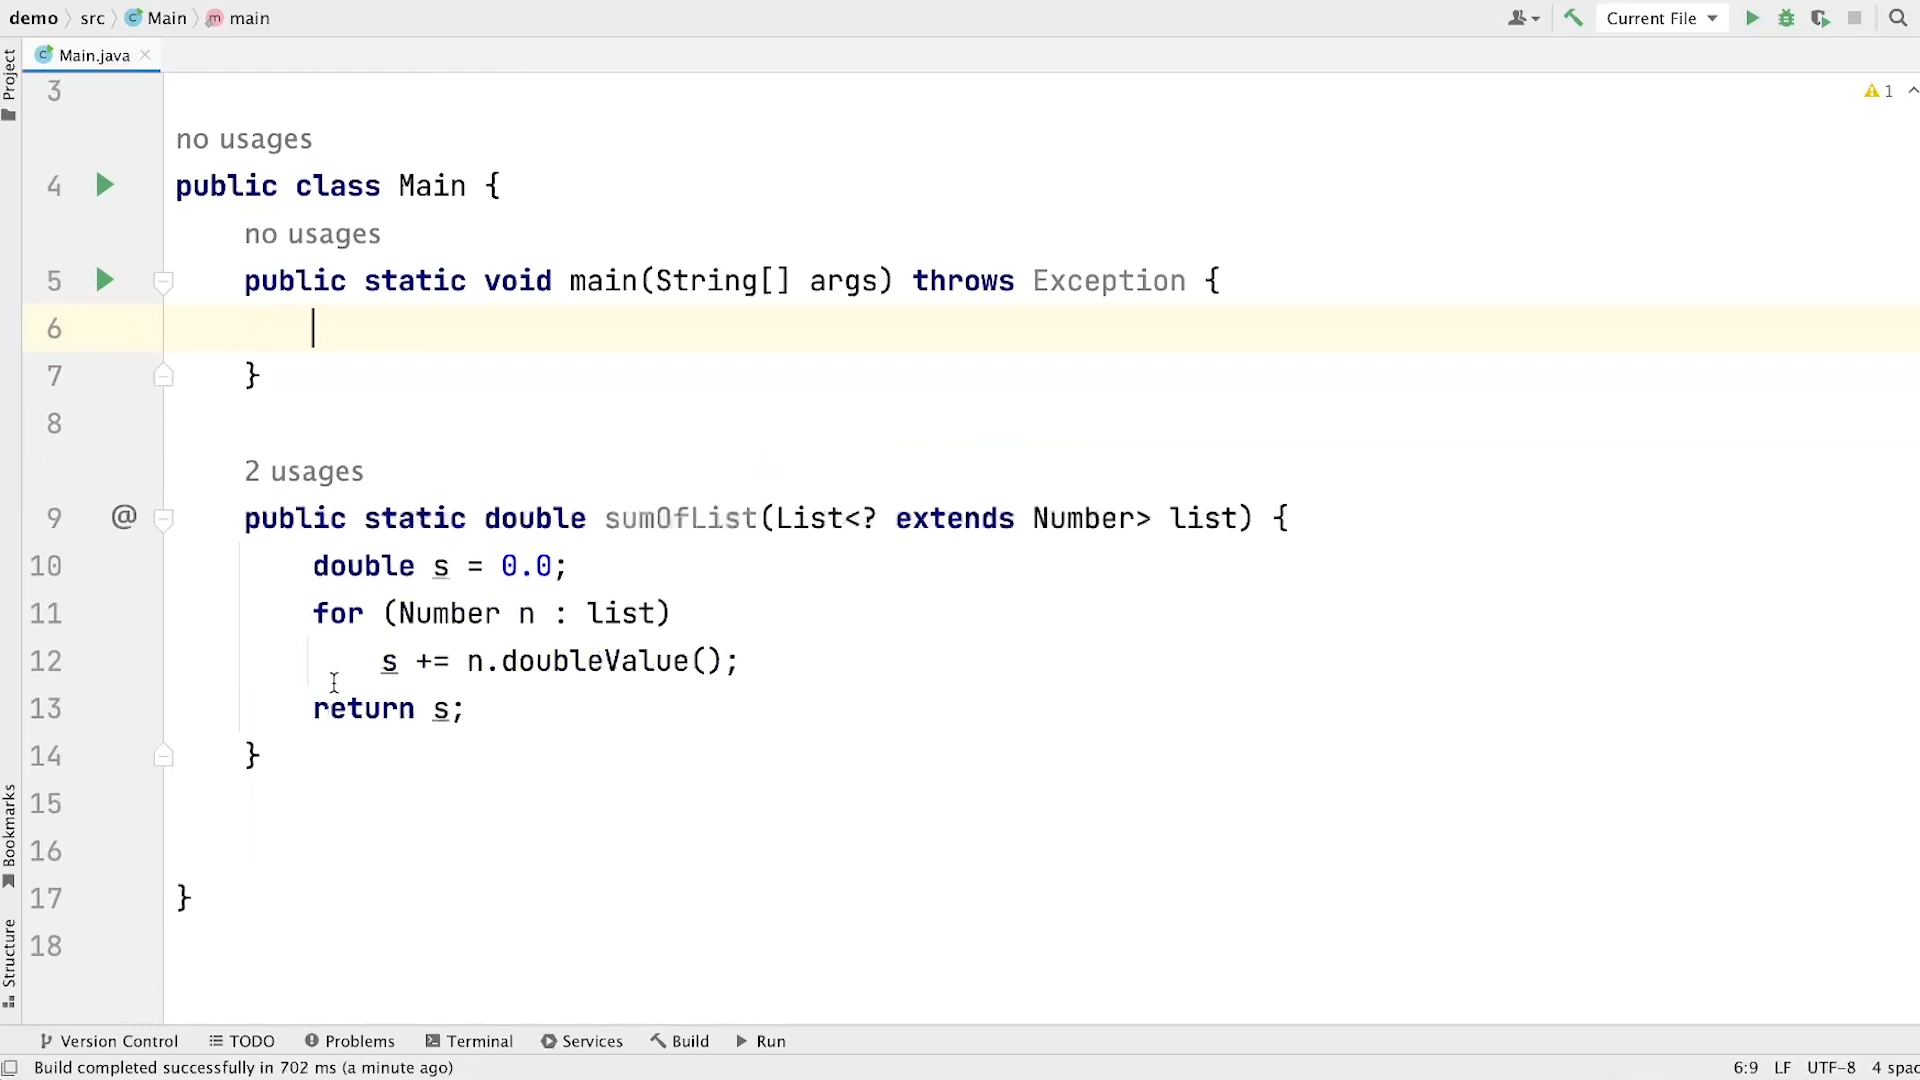 demo src Main main Current File
Main.java
Project
3
1
no usages
4 public class Main {
no usages
5 public static void main(String[] args) throws Exception {
6
7 }
8
2 usages
9 @ public static double sumOfList(List<? extends Number> list) {
10 double s = 0.0;
11 for (Number n : list)
12 s += n.doubleValue();
13 return s;
14 }
15
16
17 }
18
Bookmarks
Structure
Version Control TODO Problems Terminal Services Build Run
Build completed successfully in 702 ms (a minute ago) 6:9 LF UTF-8 4 spac